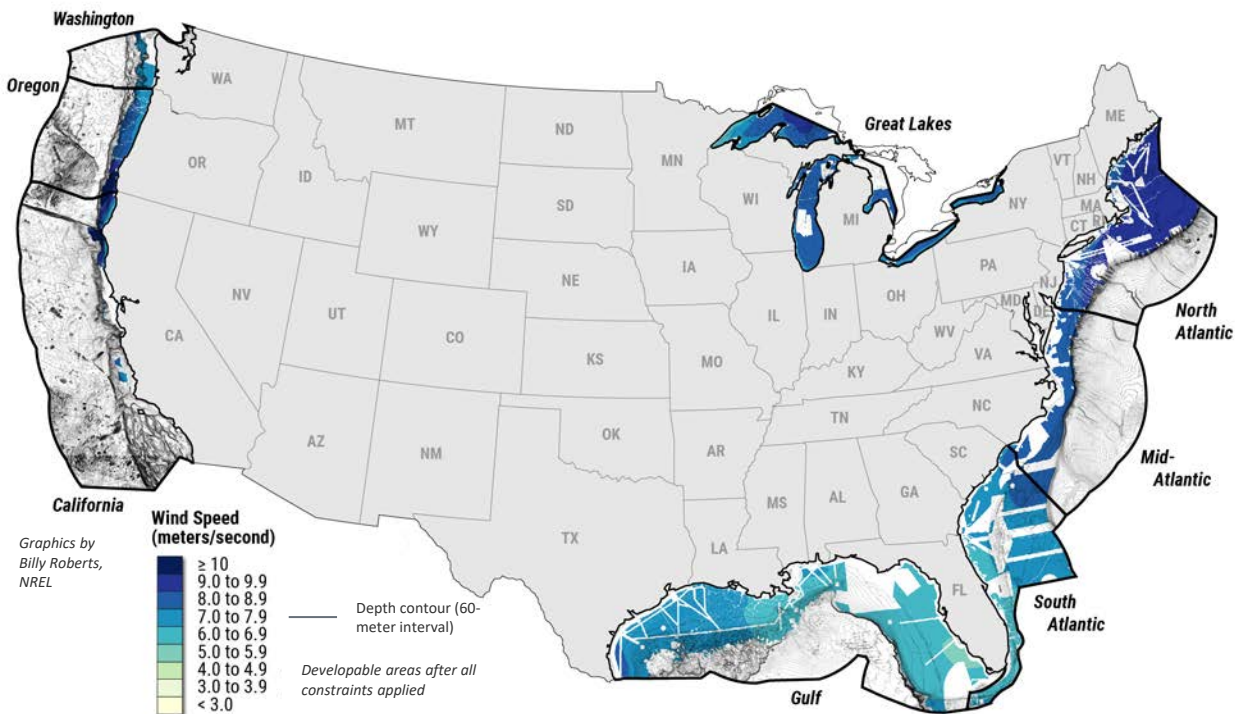 Washington
Oregon
WA
MT
ND
MN
Great Lakes
ME
VT
NH
OR
ID
SD
WI
MI
NY
MA
CT
RI
WY
IA
PA
NJ
NE
NV
UT
CO
IL
IN
OH
MD
DE
WV
VA
North
Atlantic
CA
KS
MO
KY
NC
TN
AZ
NM
OK
AR
SC
Mid-
Atlantic
MS
AL
GA
California
TX
LA
FL
South
Atlantic
Gulf
Graphics by
Billy Roberts,
NREL
Wind Speed
(meters/second)
≥ 10
9.0 to 9.9
8.0 to 8.9
7.0 to 7.9
6.0 to 6.9
5.0 to 5.9
4.0 to 4.9
3.0 to 3.9
< 3.0
Depth contour (60-
meter interval)
Developable areas after all
constraints applied